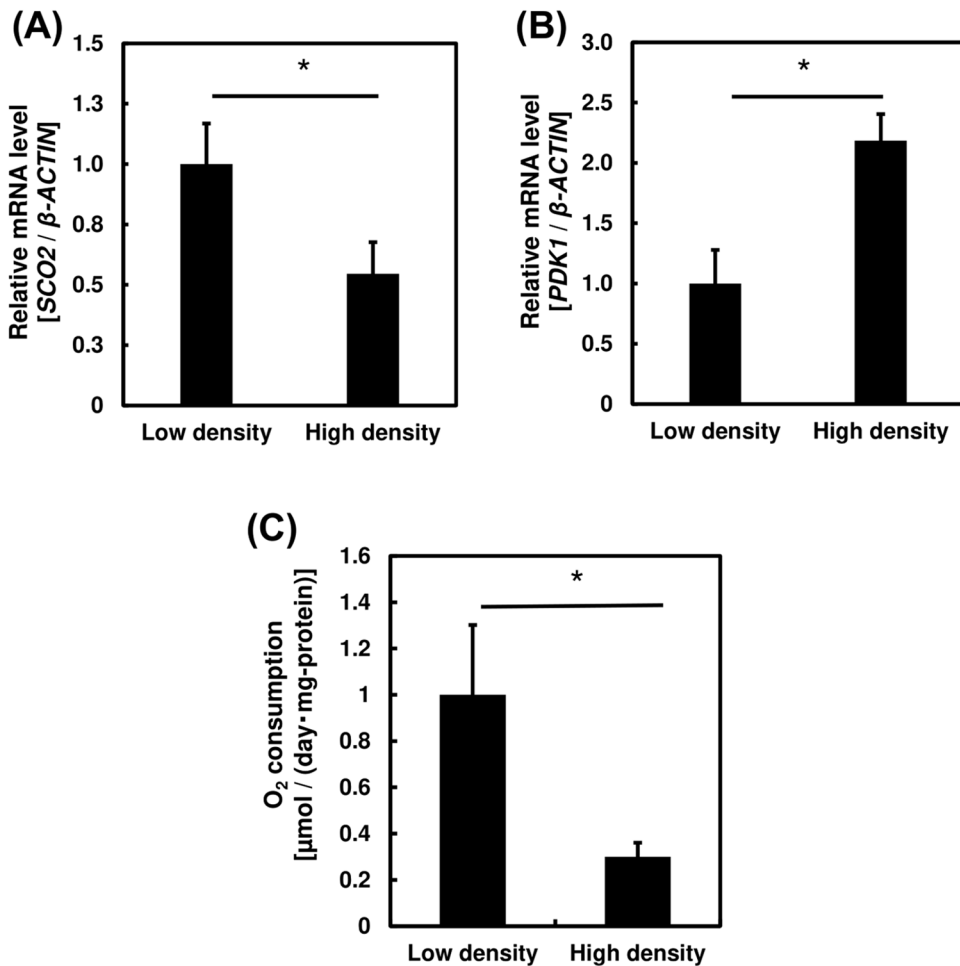 (A)
Relative mRNA level
[SCO2 / β-ACTIN]
1.5
1.3
1.0
0.8
0.5
0.3
0
*
Low density High density
(B)
Relative mRNA level
[PDK1 / β-ACTIN]
3.0
2.5
2.0
1.5
1.0
0.5
0
*
Low density High density
(C)
O₂ consumption
[µmol / (day・mg-protein)]
1.6
1.4
1.2
1
0.8
0.6
0.4
0.2
0
*
Low density High density